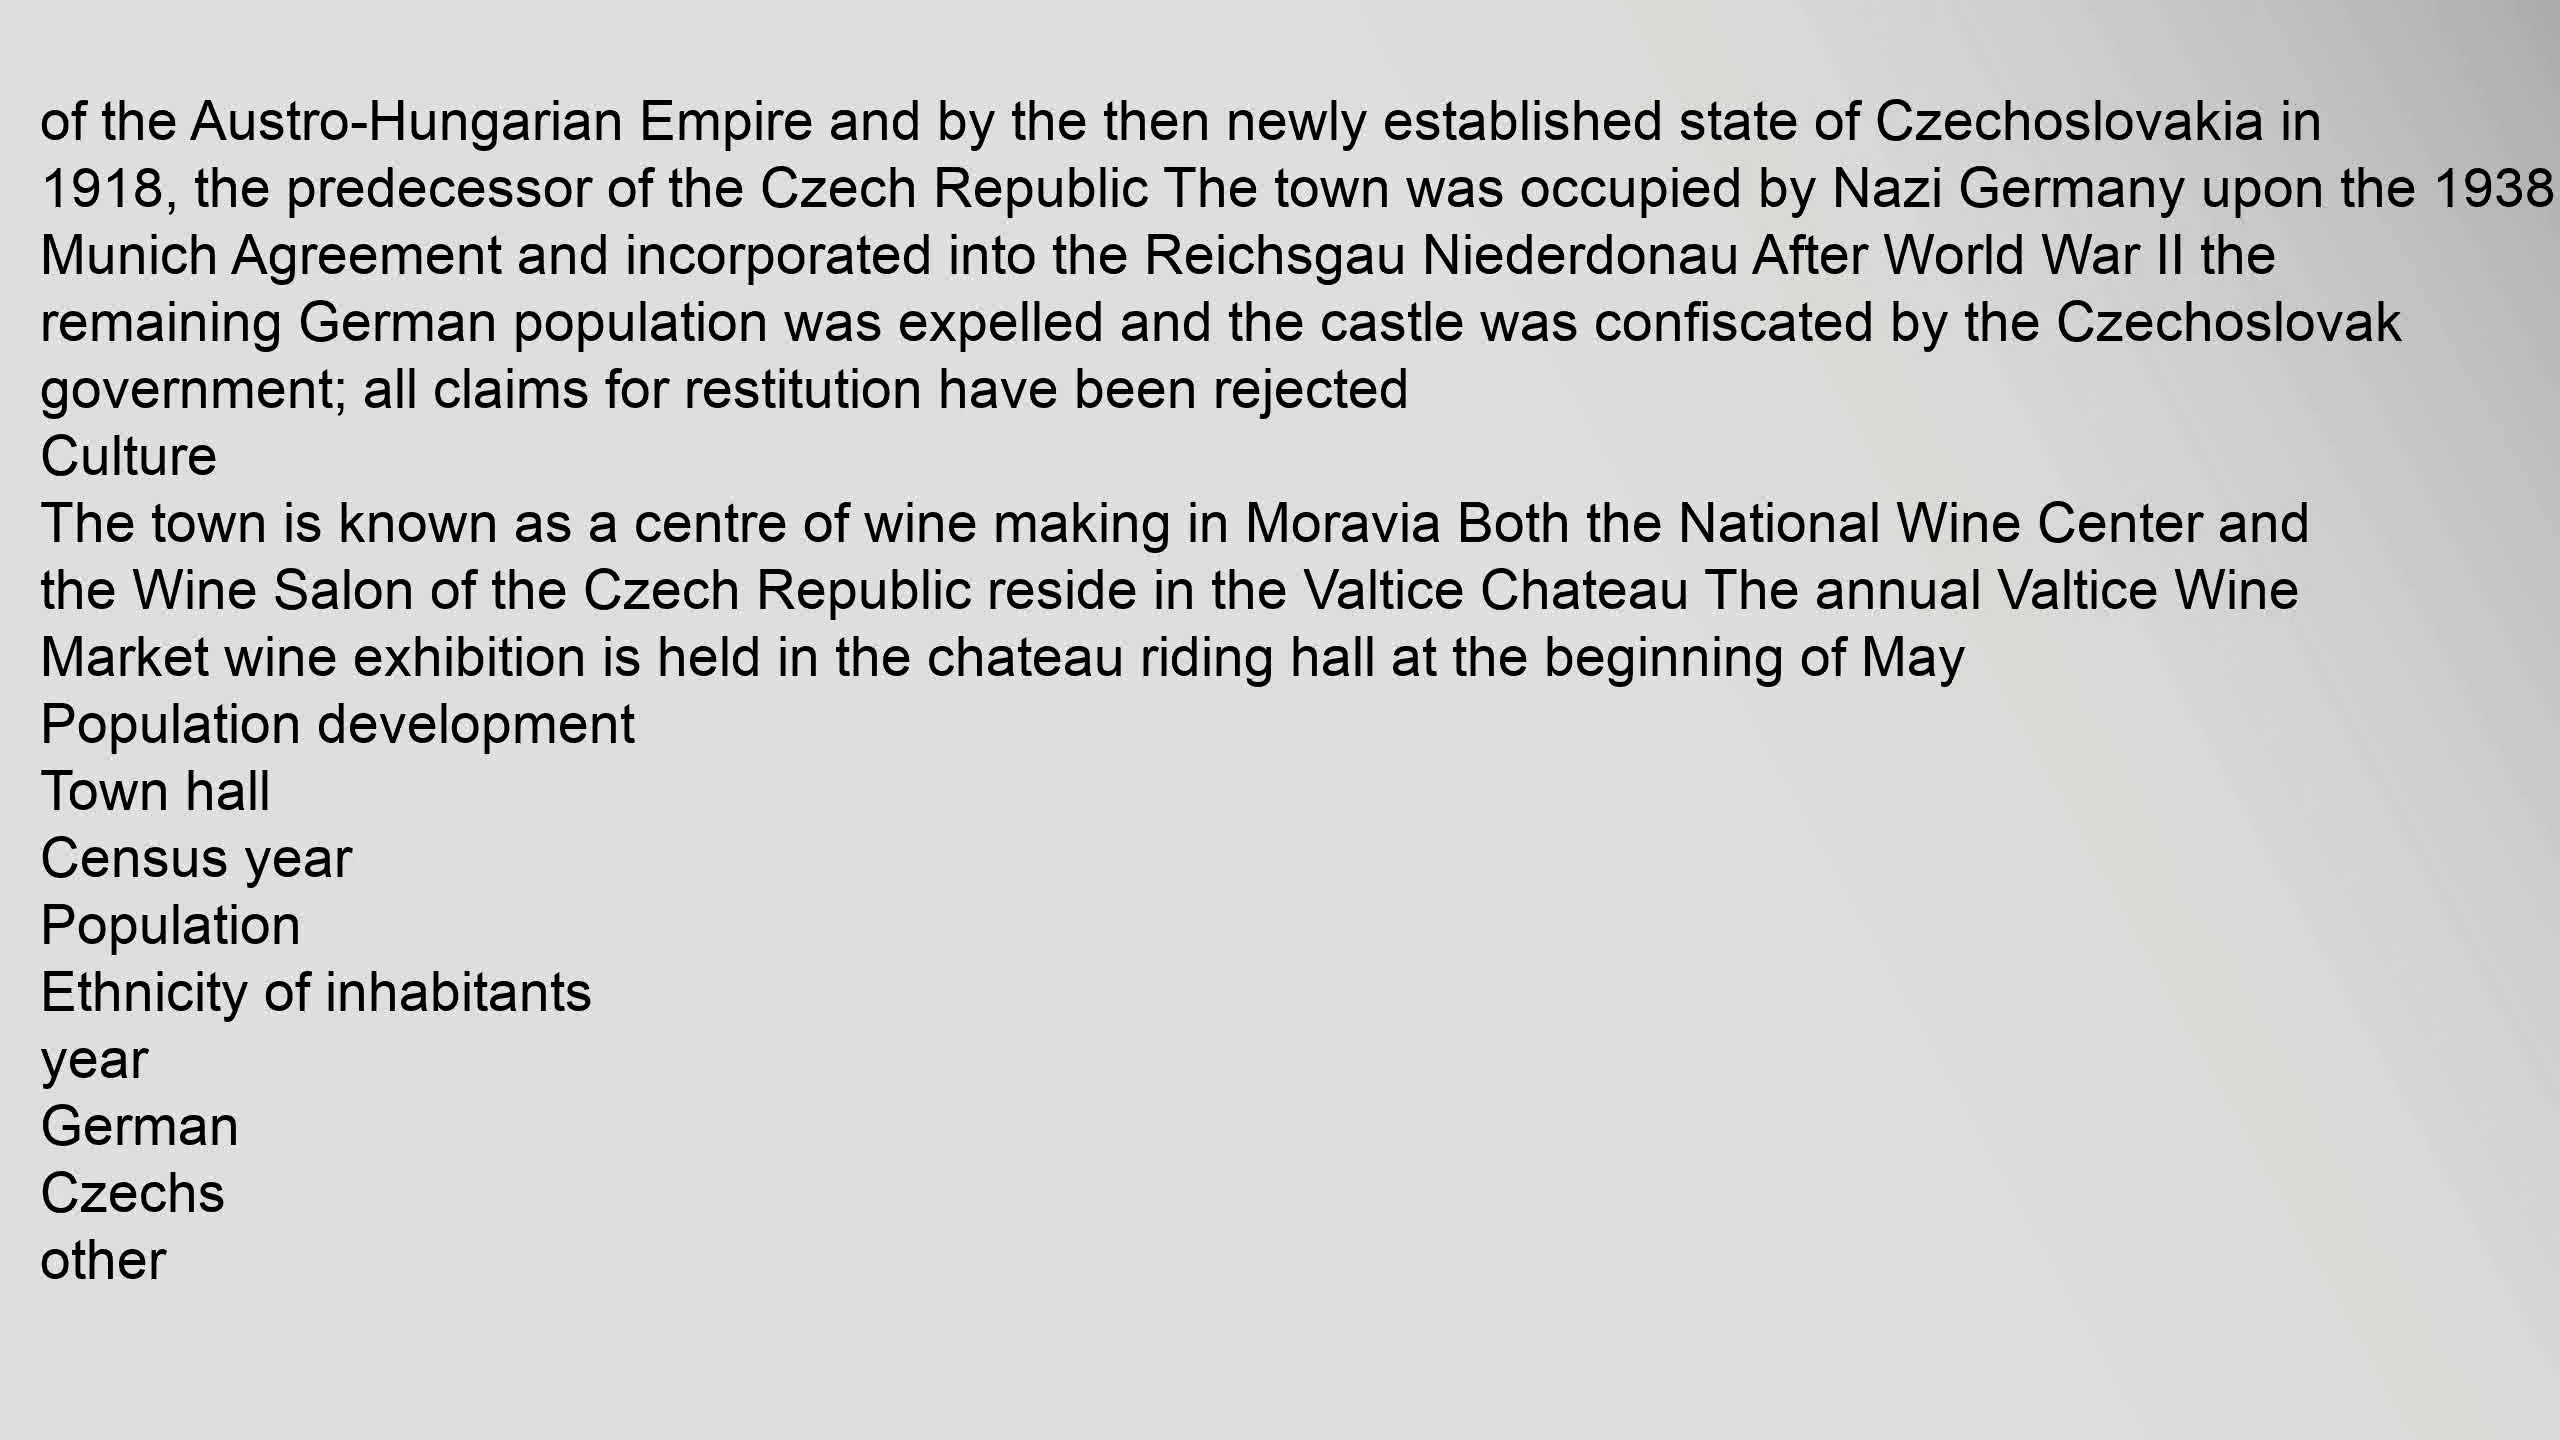 of the Austro-Hungarian Empire and by the then newly established state of Czechoslovakia in
1918, the predecessor of the Czech Republic The town was occupied by Nazi Germany upon the 1938
Munich Agreement and incorporated into the Reichsgau Niederdonau After World War II the
remaining German population was expelled and the castle was confiscated by the Czechoslovak
government; all claims for restitution have been rejected
Culture
The town is known as a centre of wine making in Moravia Both the National Wine Center and
the Wine Salon of the Czech Republic reside in the Valtice Chateau The annual Valtice Wine
Market wine exhibition is held in the chateau riding hall at the beginning of May
Population development
Town hall
Census year
Population
Ethnicity of inhabitants
year
German
Czechs
other